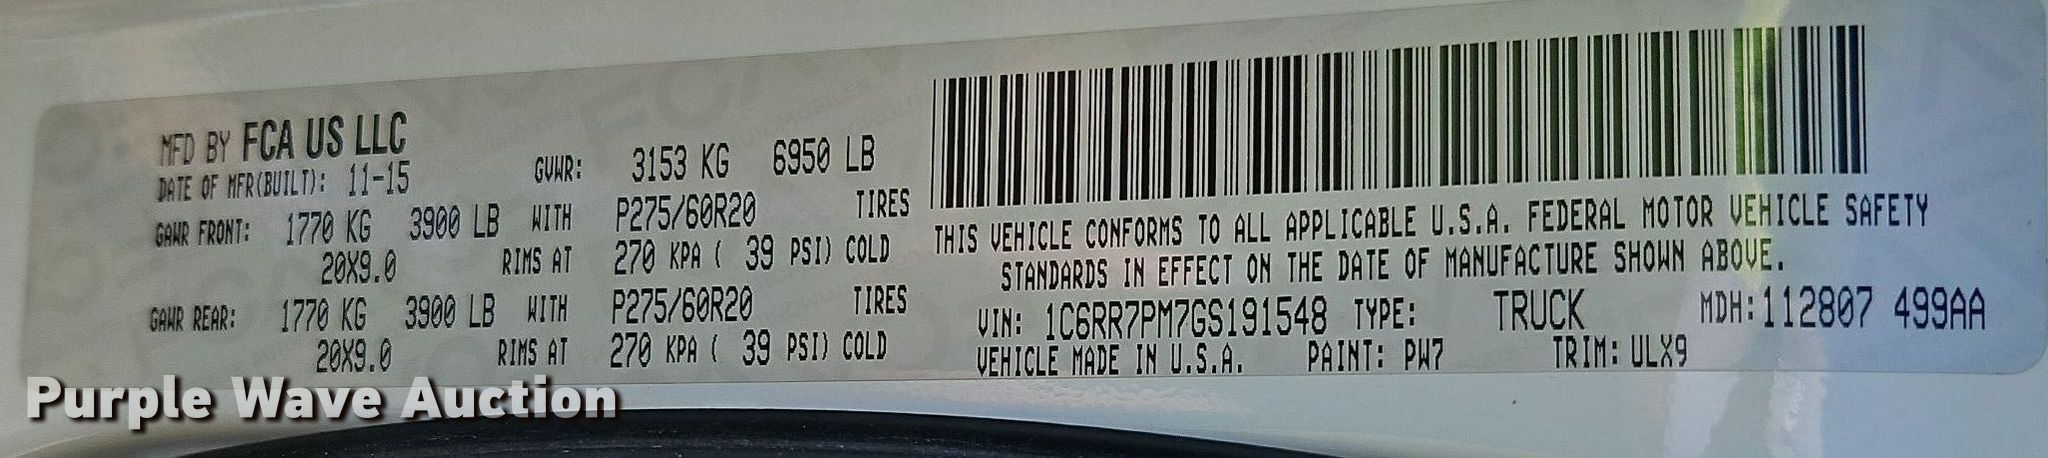 MFD BY FCA US LLC
DATE OF MFR(BUILT): 11-15 GVWR: 3153 KG 6950 LB
GAWR FRONT: 1770 KG 3900 LB WITH P275/60R20 TIRES
20X9.0 RIMS AT 270 KPA ( 39 PSI) COLD
GAWR REAR: 1770 KG 3900 LB WITH P275/60R20 TIRES
20X9.0 RIMS AT 270 KPA ( 39 PSI) COLD
THIS VEHICLE CONFORMS TO ALL APPLICABLE U.S.A. FEDERAL MOTOR VEHICLE SAFETY
STANDARDS IN EFFECT ON THE DATE OF MANUFACTURE SHOWN ABOVE.
VIN: 1C6RR7PM7GS191548 TYPE: TRUCK MDH:112807 499AA
VEHICLE MADE IN U.S.A. PAINT: PW7 TRIM: ULX9
Purple Wave Auction